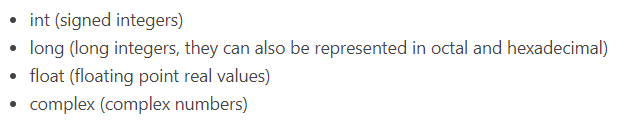 • int (signed integers)
• long (long integers, they can also be represented in octal and hexadecimal)
• float (floating point real values)
• complex (complex numbers)